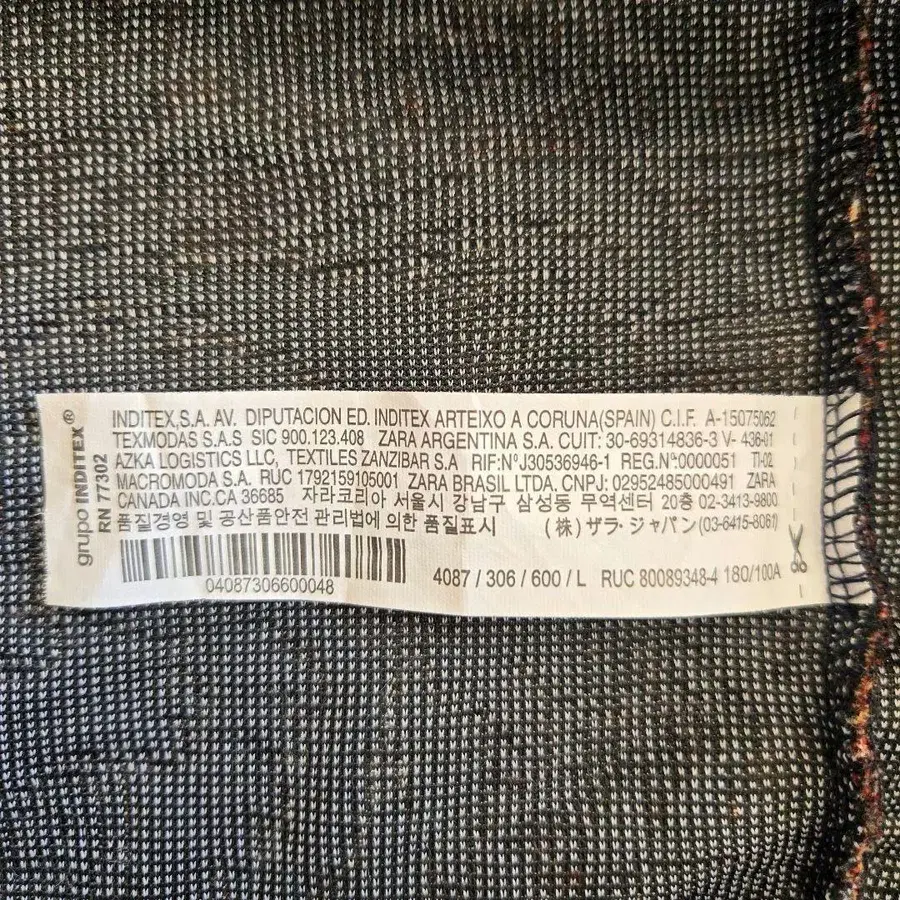 grupo INDITEX®
RN 77302
INDITEX,S.A. AV. DIPUTACION ED. INDITEX ARTEIXO A CORUNA(SPAIN) C.I.F. A-15075062
TEXMODAS S.A.S SIC 900.123.408 ZARA ARGENTINA S.A. CUIT: 30-69314836-3 V- 436-01
AZKA LOGISTICS LLC, TEXTILES ZANZIBAR S.A RIF:NºJ30536946-1 REG.Nº:0000051 TI-02
MACROMODA S.A. RUC 1792159105001 ZARA BRASIL LTDA. CNPJ: 02952485000491 ZARA
CANADA INC.CA 36685 자라코리아 서울시 강남구 삼성동 무역센터 20층 02-3413-9800
품질경영 및 공산품안전 관리법에 의한 품질표시 (株) ザラ·ジャパン (03-6415-8061)
04087306600048
4087 / 306 / 600 / L RUC 80089348-4 180/100A